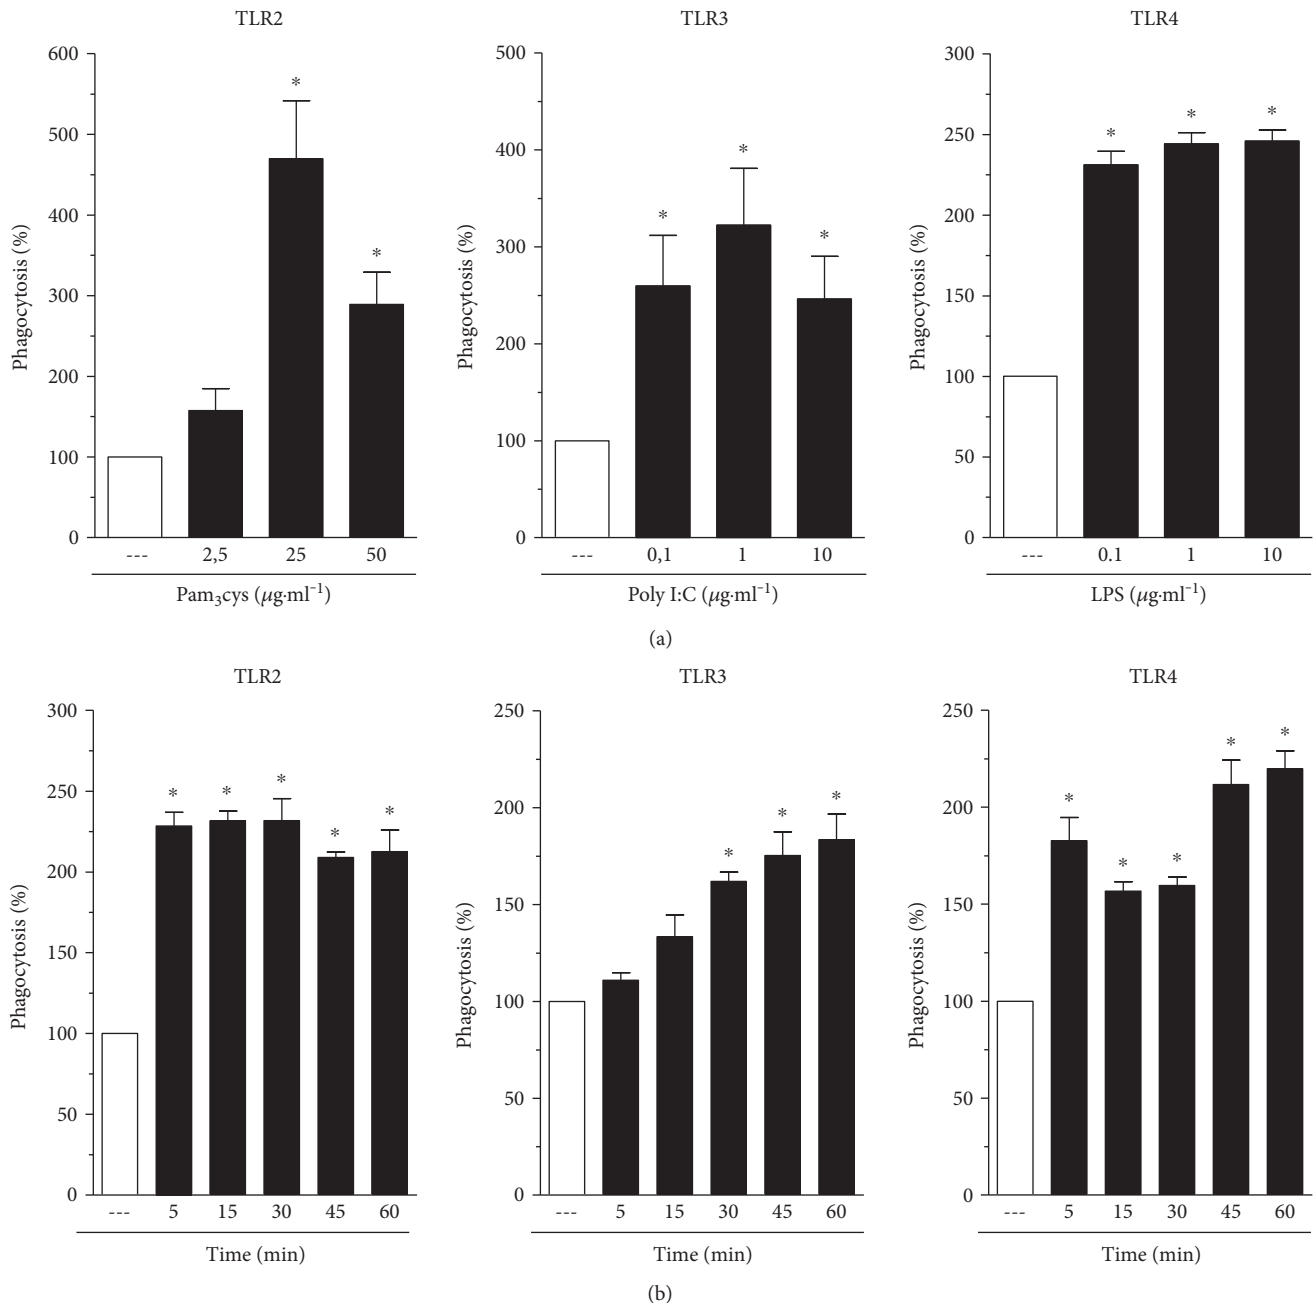 TLR2
Phagocytosis (%)
600
500
400
300
200
100
0
*
*
--- 2,5 25 50
Pam₃cys (μg·ml⁻¹)
TLR3
Phagocytosis (%)
500
400
300
200
100
0
*
*
*
--- 0,1 1 10
Poly I:C (μg·ml⁻¹)
TLR4
Phagocytosis (%)
300
250
200
150
100
50
0
*
*
*
--- 0.1 1 10
LPS (μg·ml⁻¹)
(a)
TLR2
Phagocytosis (%)
300
250
200
150
100
50
0
*
*
*
*
*
--- 5 15 30 45 60
Time (min)
TLR3
Phagocytosis (%)
250
200
150
100
50
0
*
*
*
--- 5 15 30 45 60
Time (min)
TLR4
Phagocytosis (%)
250
200
150
100
50
0
*
*
*
*
*
--- 5 15 30 45 60
Time (min)
(b)